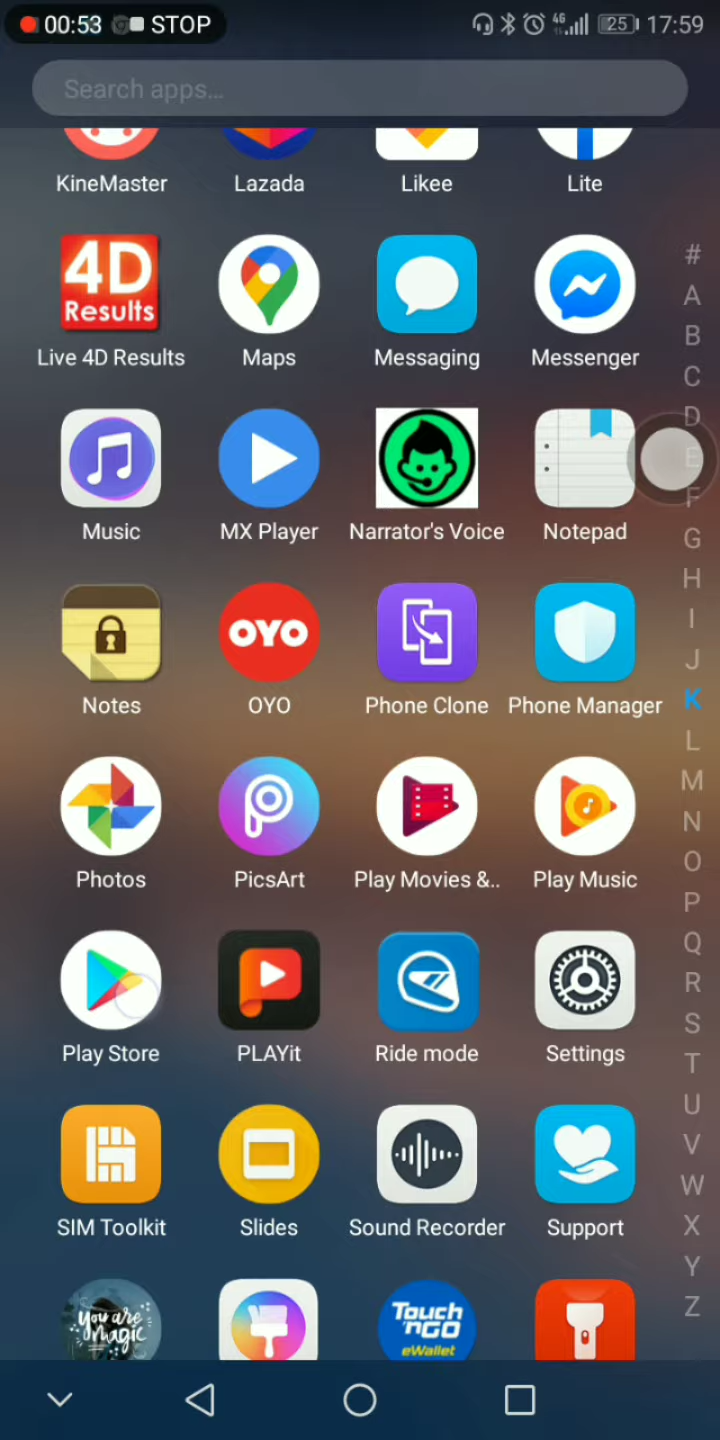 00:53 STOP 4G 25 17:59
Search apps...
KineMaster Lazada Likee Lite
#
4D
Results
A
B
Live 4D Results Maps Messaging Messenger
C
D
E
F
Music MX Player Narrator's Voice Notepad
G
H
I
OYO
J
Notes OYO Phone Clone Phone Manager
K
L
M
N
O
Photos PicsArt Play Movies &.. Play Music
P
Q
R
S
Play Store PLAYit Ride mode Settings
T
U
V
W
SIM Toolkit Slides Sound Recorder Support
X
Y
Z
you are
magic
Touch
'nGO
eWallet